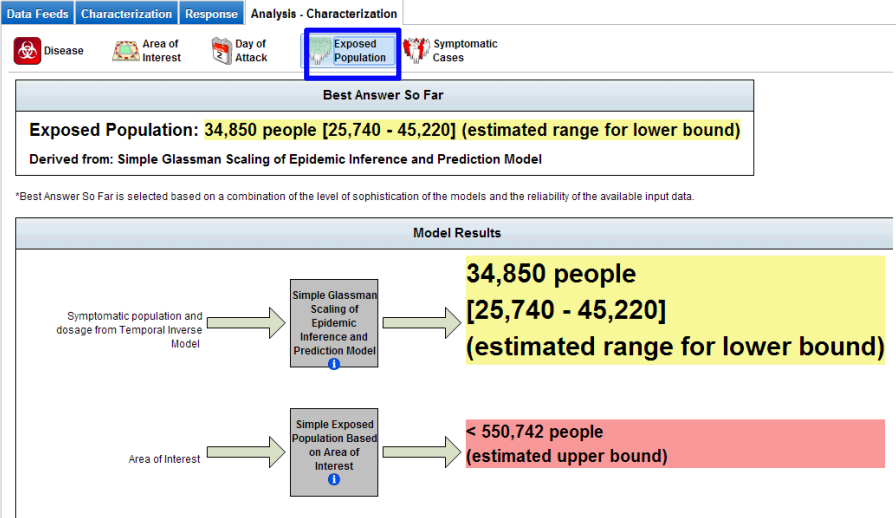 Data Feeds Characterization Response Analysis - Characterization
Disease
Area of
Interest
2
Day of
Attack
Exposed
Population
Symptomatic
Cases
Best Answer So Far
Exposed Population: 34,850 people [25,740 - 45,220] (estimated range for lower bound)
Derived from: Simple Glassman Scaling of Epidemic Inference and Prediction Model
*Best Answer So Far is selected based on a combination of the level of sophistication of the models and the reliability of the available input data.
Model Results
Symptomatic population and
dosage from Temporal Inverse
Model
Simple Glassman
Scaling of
Epidemic
Inference and
Prediction Model
i
34,850 people
[25,740 - 45,220]
(estimated range for lower bound)
Area of Interest
Simple Exposed
Population Based
on Area of
Interest
i
< 550,742 people
(estimated upper bound)